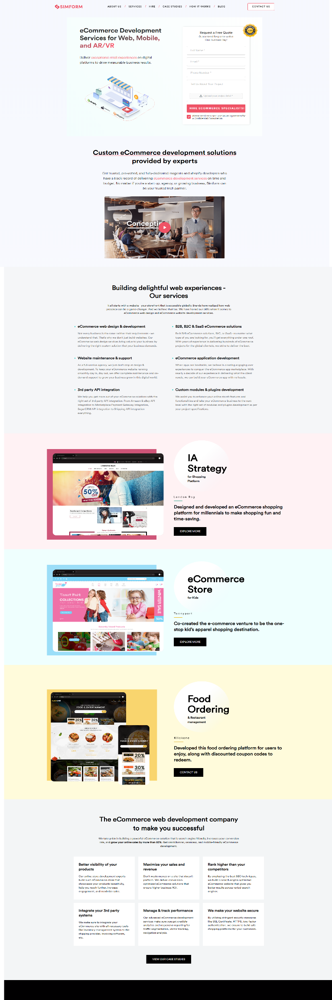 SIMFORM
ABOUT US / SERVICES / HIRE / CASE STUDIES / HOW IT WORKS / BLOG
CONTACT US
eCommerce Development
Services for Web, Mobile,
and AR/VR
Deliver exceptional retail experiences on digital
platforms to drive measurable business results.
shopify
Magento
Request a Free Quote
Guaranteed Response within
One Business Day!
Full Name *
Email *
Phone Number *
Tell Us About Your Project
Upload your project brief *
HIRE ECOMMERCE SPECIALISTS!
Please send me a Non-Disclosure Agreement for
a Confidential Consultation.
Custom eCommerce development solutions
provided by experts
Get trusted, pre-vetted, and fully-dedicated magento and shopify developers who
have a track record of delivering eCommerce development services on time and
budget. No matter if you're a start-up, agency, or growing business, Simform can
be your trusted tech partner.
Building delightful web experiences -
Our services
It all starts with a website - your storefront that is accessible globally. Brands have realized how web
presence can be a game-changer. And we believe that too. We have honed our skills when it comes to
eCommerce web design and eCommerce website development services.
eCommerce web design & development
Not every business is the same neither their requirements - we
understand that. That's why we don't just build websites. Our
eCommerce web design services bring value to your business by
delivering the right custom solution that your business demands.
B2B, B2C & SaaS eCommerce solutions
Be it B2B eCommerce solutions, B2C, or SaaS - no matter what
type of you are looking for, you'll get everything under one roof.
With years of experience in delivering hundreds of eCommerce
projects for the global clientele, we strive to deliver the best.
Website maintenance & support
As a full-service agency, we just don't stop at design &
development. To keep your eCommerce website running
smoothly day in, day out, we offer complete maintenance and on-
demand support to grow your business grow in this digital world.
eCommerce application development
When apps are inevitable, we believe in creating engaging user
experiences to conquer the eCommerce app marketplace. With
nearly a decade of our experience in delivering what the client
needs, we can build your eCommerce app with no hassle.
3rd party API integration
We help you get more out of your eCommerce solutions with the
right set of 3rd party API integration. From Amazon & eBay API
integration to Marketplace Payment Gateway integration,
SugarCRM API integration to Shipping API integration
everything.
Custom modules & plugins development
We assist you to enhance your online store's features and
functionalities and take your eCommerce business to the next
level with the right set of modules and plugins development as per
your project specifications.
LONDON RAG
SALE
UPTO
50%
OFF
HURRY END SOON
Featured Collections
New Arrivals
IA
Strategy
for Shopping
Platform
London Rag
Designed and developed an eCommerce shopping
platform for millennials to make shopping fun and
time-saving.
EXPLORE MORE
Toony Port
COLLECTIONS
for your kid
WINTER SALE
30%
Recently Viewd Products
eCommerce
Store
for Kids
Toonyport
Co-created the e-commerce venture to be the one-
stop kid's apparel shopping destination.
EXPLORE MORE
KLICKONE
FOOD & ENTERTAINMENT
20%
30%
ORDER & PICKUP
COUPONS
FOOD & ENTERTAINMENT
20%
DISCOUNT
30%
DISCOUNT
GET A FREE SNACKS
Food
Ordering
& Restaurant
management
Klickone
Developed this food ordering platform for users to
enjoy, along with discounted coupon codes to
redeem.
CONTACT US
The eCommerce web development company
to make you successful
We take pride in building a powerful eCommerce solution that is search engine friendly, increases your conversion
rate, and grow your online sales by more than 60%. Get omnichannel, seamless, and mobile-friendly eCommerce
development.
Better visibility of your
products
Our online store development experts
build such eCommerce store that
showcases your products beautifully,
help you reach further, increase
engagement, and maximize sales.
Maximize your sales and
revenue
Don't waste money on a site that doesn't
perform. We deliver conversion-
optimized eCommerce solutions that
ensure higher business ROI.
Rank higher than your
competitors
By employing the best SEO techniques,
we build a search engine optimized
eCommerce website that gives you
better results across varied search
engines.
Integrate your 3rd party
systems
We make sure to integrate your
eCommerce site with all necessary tools
like inventory management system to the
shipping provider, invoicing software,
etc.
Manage & track performance
Our advanced eCommerce development
services make sure you get credible
analytics and responsive reporting for
traffic segmentation, visitor tracking,
navigation analysis.
We make your website secure
By utilizing stringent security measures
like SSL Certificate, HTTPS, two factor
authentication, we ensure to build safe
shopping platforms for your customers.
VIEW OUR CASE STUDIES